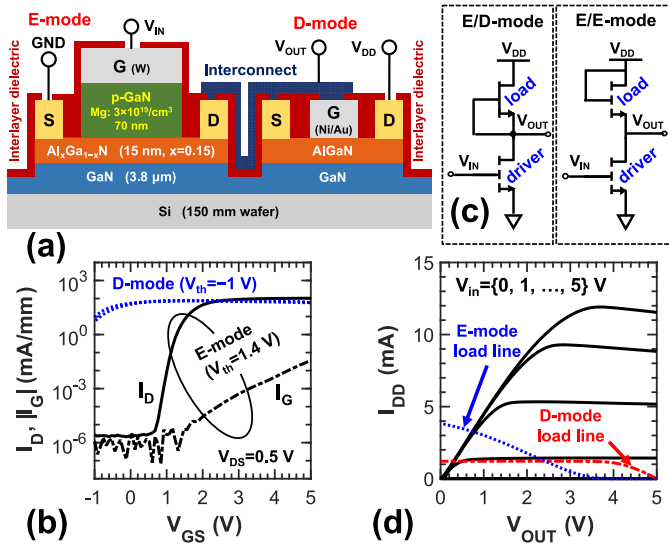 E-mode
D-mode
GND
V_IN
V_OUT
V_DD
Interlayer dielectric
G (W)
Interconnect
Interlayer dielectric
S
p-GaN
Mg: 3×10^19/cm^3
70 nm
D
S
G
(Ni/Au)
D
Al_xGa_1−xN (15 nm, x=0.15)
AlGaN
GaN (3.8 μm)
GaN
Si (150 mm wafer)
(a)
E/D-mode
E/E-mode
V_DD
V_DD
load
load
V_OUT
V_OUT
V_IN
driver
V_IN
driver
(c)
I_D, |I_G| (mA/mm)
10^3
10^0
10^-3
10^-6
D-mode (V_th=−1 V)
E-mode
(V_th=1.4 V)
I_D
I_G
V_DS=0.5 V
-1
0
1
2
3
4
5
V_GS (V)
(b)
I_DD (mA)
15
10
5
0
V_in={0, 1, ..., 5} V
E-mode
load line
D-mode
load line
0
1
2
3
4
5
V_OUT (V)
(d)